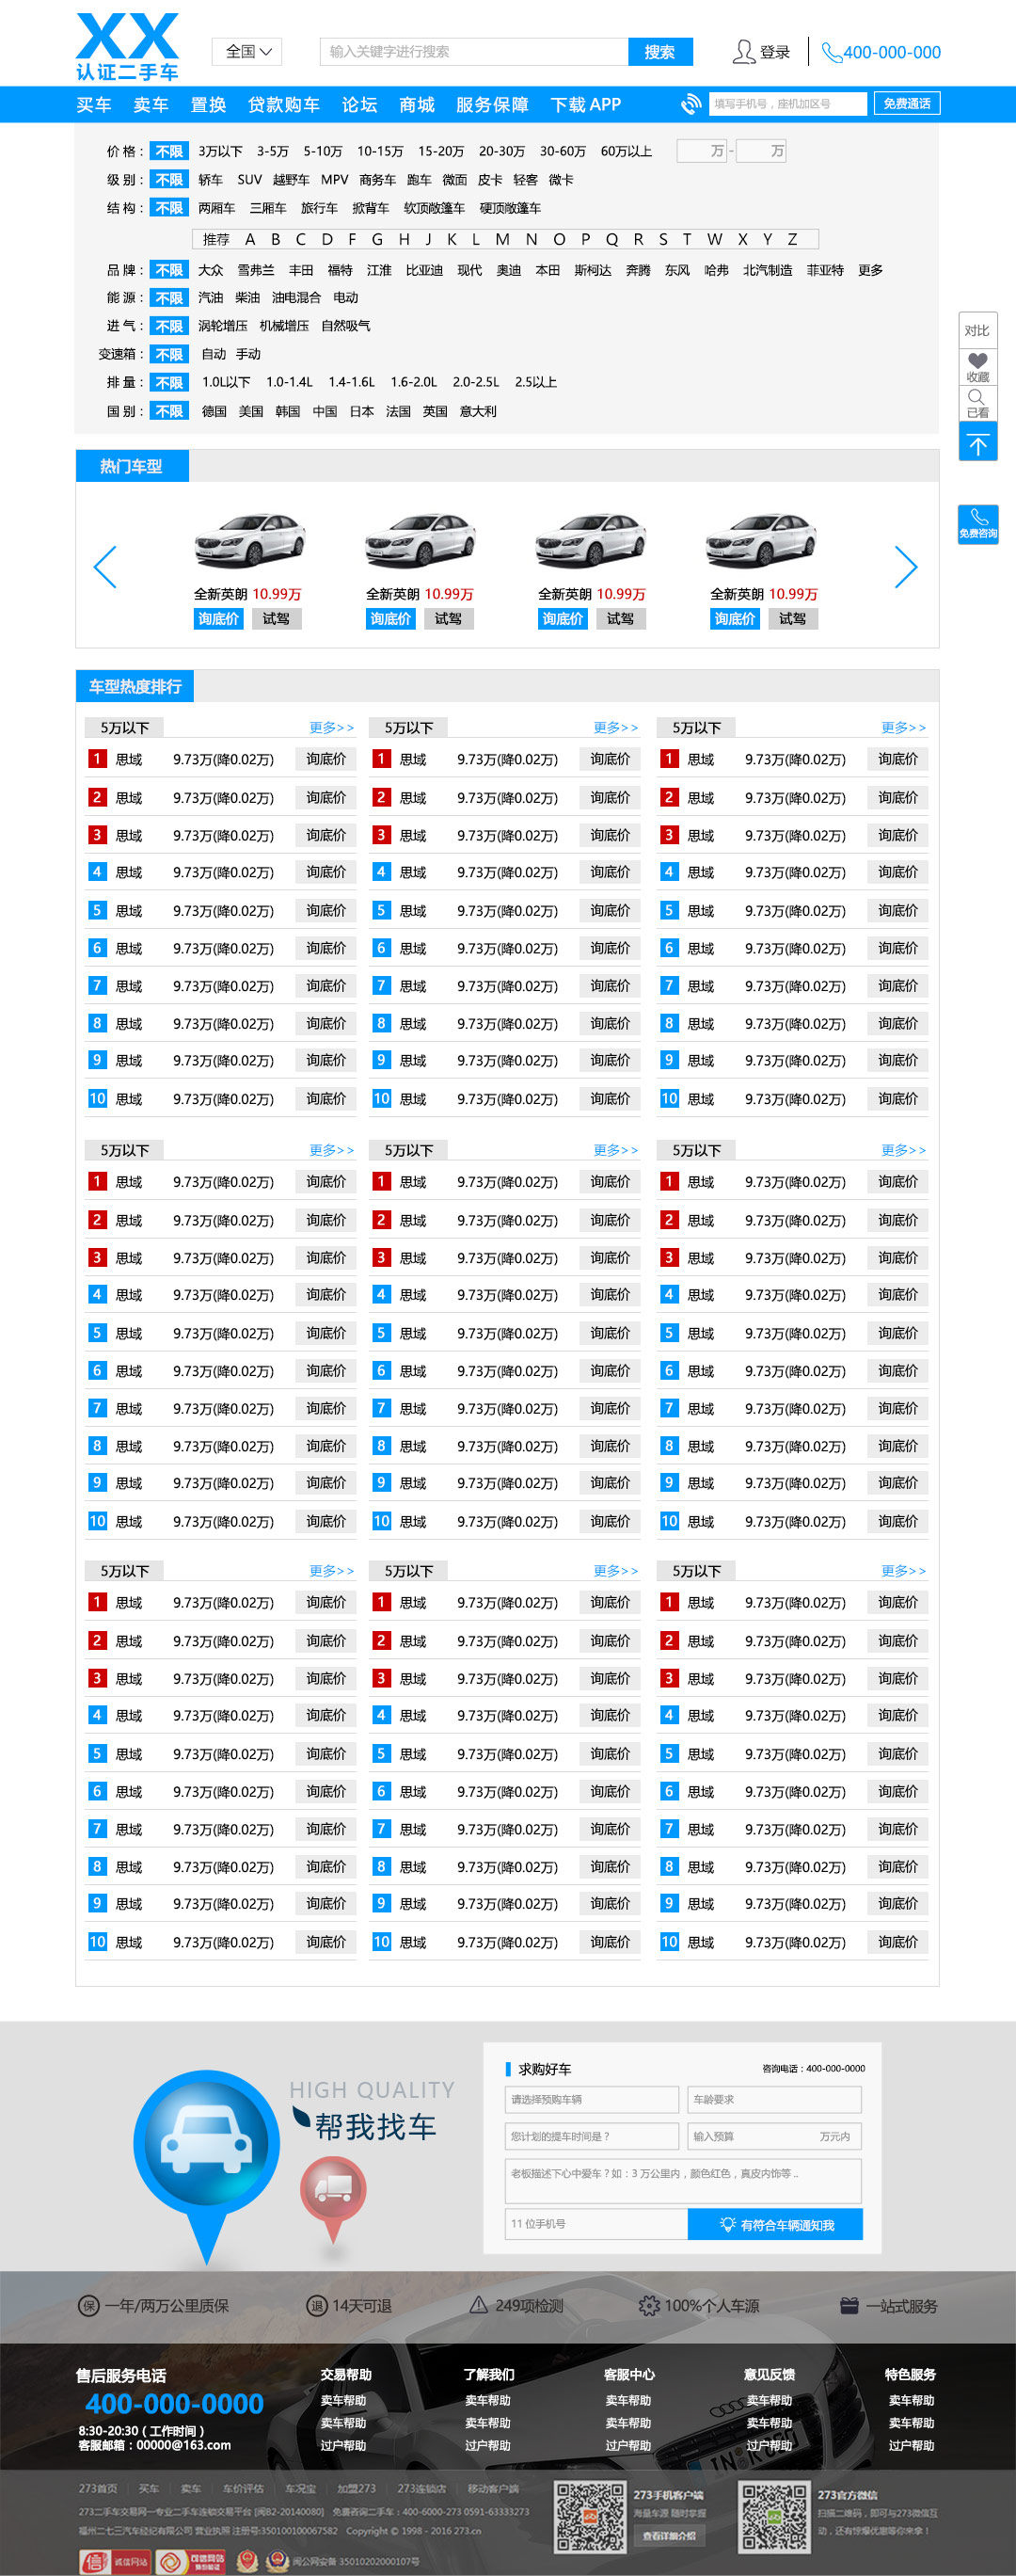 XX
认证二手车
全国
输入关键字进行搜索
搜索
登录
400-000-000
买车 卖车 置换 贷款购车 论坛 商城 服务保障 下载 APP
填写手机号，座机加区号
免费通话
价 格： 不限 3万以下 3-5万 5-10万 10-15万 15-20万 20-30万 30-60万 60万以上 万 - 万
级 别： 不限 轿车 SUV 越野车 MPV 商务车 跑车 微面 皮卡 轻客 微卡
结 构： 不限 两厢车 三厢车 旅行车 掀背车 软顶敞篷车 硬顶敞篷车
推荐 A B C D F G H J K L M N O P Q R S T W X Y Z
品 牌： 不限 大众 雪弗兰 丰田 福特 江淮 比亚迪 现代 奥迪 本田 斯柯达 奔腾 东风 哈弗 北汽制造 菲亚特 更多
能 源： 不限 汽油 柴油 油电混合 电动
进 气： 不限 涡轮增压 机械增压 自然吸气
变速箱： 不限 自动 手动
排 量： 不限 1.0L以下 1.0-1.4L 1.4-1.6L 1.6-2.0L 2.0-2.5L 2.5以上
国 别： 不限 德国 美国 韩国 中国 日本 法国 英国 意大利
对比
收藏
已看
免费咨询
热门车型
全新英朗 10.99万 全新英朗 10.99万 全新英朗 10.99万 全新英朗 10.99万
询底价 试驾 询底价 试驾 询底价 试驾 询底价 试驾
车型热度排行
5万以下 更多>> 5万以下 更多>> 5万以下 更多>>
1 思域 9.73万(降0.02万) 询底价 1 思域 9.73万(降0.02万) 询底价 1 思域 9.73万(降0.02万) 询底价
2 思域 9.73万(降0.02万) 询底价 2 思域 9.73万(降0.02万) 询底价 2 思域 9.73万(降0.02万) 询底价
3 思域 9.73万(降0.02万) 询底价 3 思域 9.73万(降0.02万) 询底价 3 思域 9.73万(降0.02万) 询底价
4 思域 9.73万(降0.02万) 询底价 4 思域 9.73万(降0.02万) 询底价 4 思域 9.73万(降0.02万) 询底价
5 思域 9.73万(降0.02万) 询底价 5 思域 9.73万(降0.02万) 询底价 5 思域 9.73万(降0.02万) 询底价
6 思域 9.73万(降0.02万) 询底价 6 思域 9.73万(降0.02万) 询底价 6 思域 9.73万(降0.02万) 询底价
7 思域 9.73万(降0.02万) 询底价 7 思域 9.73万(降0.02万) 询底价 7 思域 9.73万(降0.02万) 询底价
8 思域 9.73万(降0.02万) 询底价 8 思域 9.73万(降0.02万) 询底价 8 思域 9.73万(降0.02万) 询底价
9 思域 9.73万(降0.02万) 询底价 9 思域 9.73万(降0.02万) 询底价 9 思域 9.73万(降0.02万) 询底价
10 思域 9.73万(降0.02万) 询底价 10 思域 9.73万(降0.02万) 询底价 10 思域 9.73万(降0.02万) 询底价
5万以下 更多>> 5万以下 更多>> 5万以下 更多>>
1 思域 9.73万(降0.02万) 询底价 1 思域 9.73万(降0.02万) 询底价 1 思域 9.73万(降0.02万) 询底价
2 思域 9.73万(降0.02万) 询底价 2 思域 9.73万(降0.02万) 询底价 2 思域 9.73万(降0.02万) 询底价
3 思域 9.73万(降0.02万) 询底价 3 思域 9.73万(降0.02万) 询底价 3 思域 9.73万(降0.02万) 询底价
4 思域 9.73万(降0.02万) 询底价 4 思域 9.73万(降0.02万) 询底价 4 思域 9.73万(降0.02万) 询底价
5 思域 9.73万(降0.02万) 询底价 5 思域 9.73万(降0.02万) 询底价 5 思域 9.73万(降0.02万) 询底价
6 思域 9.73万(降0.02万) 询底价 6 思域 9.73万(降0.02万) 询底价 6 思域 9.73万(降0.02万) 询底价
7 思域 9.73万(降0.02万) 询底价 7 思域 9.73万(降0.02万) 询底价 7 思域 9.73万(降0.02万) 询底价
8 思域 9.73万(降0.02万) 询底价 8 思域 9.73万(降0.02万) 询底价 8 思域 9.73万(降0.02万) 询底价
9 思域 9.73万(降0.02万) 询底价 9 思域 9.73万(降0.02万) 询底价 9 思域 9.73万(降0.02万) 询底价
10 思域 9.73万(降0.02万) 询底价 10 思域 9.73万(降0.02万) 询底价 10 思域 9.73万(降0.02万) 询底价
5万以下 更多>> 5万以下 更多>> 5万以下 更多>>
1 思域 9.73万(降0.02万) 询底价 1 思域 9.73万(降0.02万) 询底价 1 思域 9.73万(降0.02万) 询底价
2 思域 9.73万(降0.02万) 询底价 2 思域 9.73万(降0.02万) 询底价 2 思域 9.73万(降0.02万) 询底价
3 思域 9.73万(降0.02万) 询底价 3 思域 9.73万(降0.02万) 询底价 3 思域 9.73万(降0.02万) 询底价
4 思域 9.73万(降0.02万) 询底价 4 思域 9.73万(降0.02万) 询底价 4 思域 9.73万(降0.02万) 询底价
5 思域 9.73万(降0.02万) 询底价 5 思域 9.73万(降0.02万) 询底价 5 思域 9.73万(降0.02万) 询底价
6 思域 9.73万(降0.02万) 询底价 6 思域 9.73万(降0.02万) 询底价 6 思域 9.73万(降0.02万) 询底价
7 思域 9.73万(降0.02万) 询底价 7 思域 9.73万(降0.02万) 询底价 7 思域 9.73万(降0.02万) 询底价
8 思域 9.73万(降0.02万) 询底价 8 思域 9.73万(降0.02万) 询底价 8 思域 9.73万(降0.02万) 询底价
9 思域 9.73万(降0.02万) 询底价 9 思域 9.73万(降0.02万) 询底价 9 思域 9.73万(降0.02万) 询底价
10 思域 9.73万(降0.02万) 询底价 10 思域 9.73万(降0.02万) 询底价 10 思域 9.73万(降0.02万) 询底价
HIGH QUALITY
帮我找车
求购好车 咨询电话：400-000-0000
请选择预购车辆 车龄要求
您计划的提车时间是？ 输入预算 万元内
老板描述下心中爱车？如：3 万公里内，颜色红色，真皮内饰等 ..
11 位手机号 有符合车辆通知我
保 一年/两万公里质保 退 14天可退 249项检测 100%个人车源 一站式服务
售后服务电话 交易帮助 了解我们 客服中心 意见反馈 特色服务
400-000-0000 卖车帮助 卖车帮助 卖车帮助 卖车帮助 卖车帮助
8:30-20:30（工作时间） 卖车帮助 卖车帮助 卖车帮助 卖车帮助 卖车帮助
客服邮箱：00000@163.com 过户帮助 过户帮助 过户帮助 过户帮助 过户帮助
273首页 买车 卖车 车价评估 车况宝 加盟273 273连锁店 移动客户端
273二手车交易网—专业二手车连锁交易平台 [闽B2-20140080] 免费咨询二手车：400-6000-273 0591-63333273
福州二七三汽车经纪有限公司 营业执照 注册号:350100100067582 Copyright © 1998 - 2016 273.cn
信 诚信网站 可信网站 闽公网安备 35010202000107号
273手机客户端
海量车源 随时掌握
查看详细介绍
273官方微信
扫描二维码，即可与273微信互
动，还有惊爆优惠等你来拿！